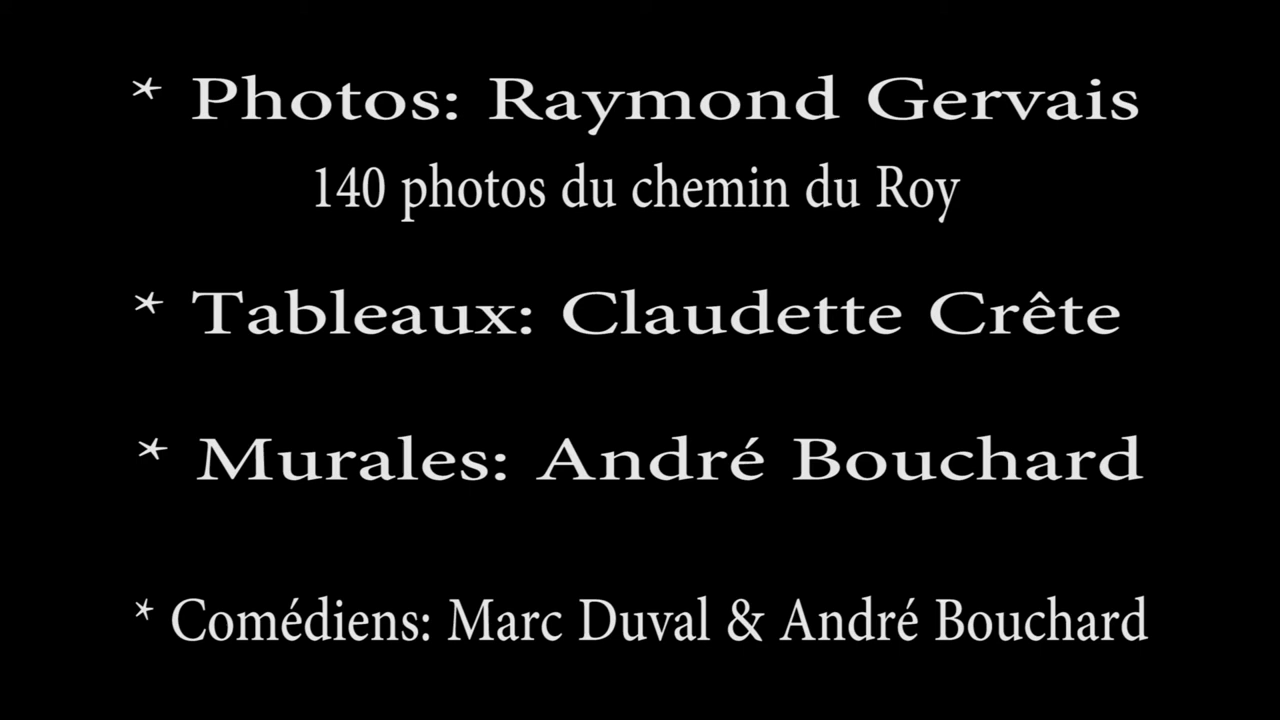 * Photos: Raymond Gervais
140 photos du chemin du Roy
* Tableaux: Claudette Crête
* Murales: André Bouchard
* Comédiens: Marc Duval & André Bouchard